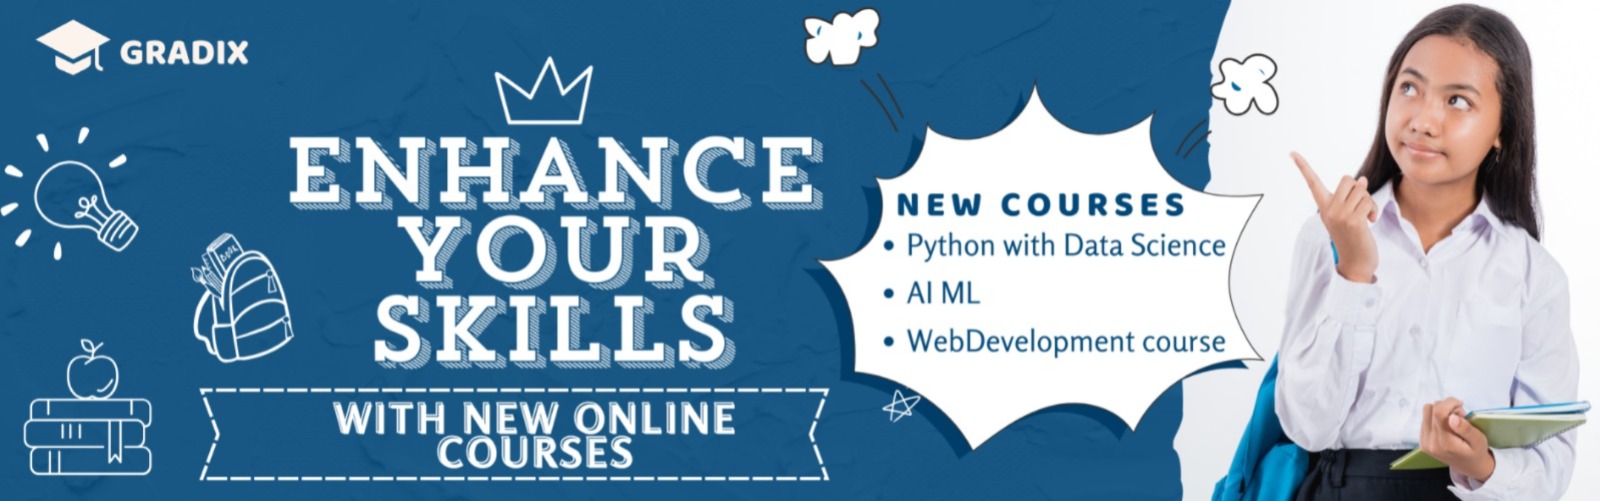 GRADIX
ENHANCE
YOUR
SKILLS
WITH NEW ONLINE
COURSES
NEW COURSES
• Python with Data Science
• AI ML
• WebDevelopment course